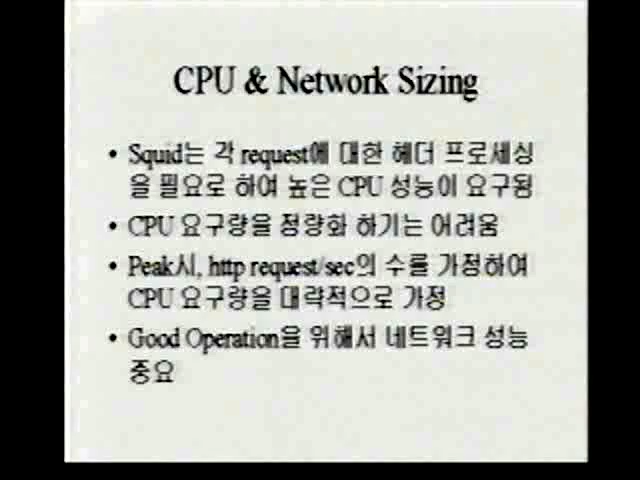 CPU & Network Sizing
• Squid는 각 request에 대한 헤더 프로세싱
을 필요로 하여 높은 CPU 성능이 요구됨
• CPU 요구량을 정량화 하기는 어려움
• Peak시, http request/sec의 수를 가정하여
CPU 요구량을 대략적으로 가정
• Good Operation을 위해서 네트워크 성능
중요